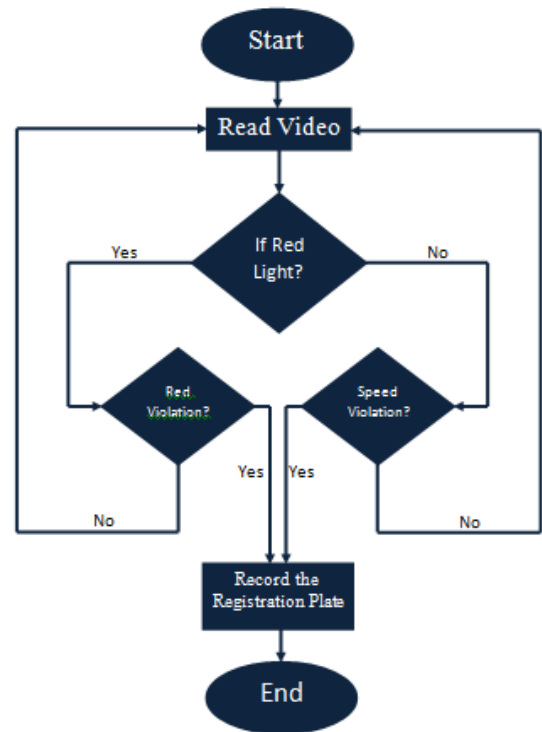 Start
Read Video
If Red
Light?
Yes
No
Red
Violation?
Speed
Violation?
Yes
Yes
No
No
Record the
Registration Plate
End